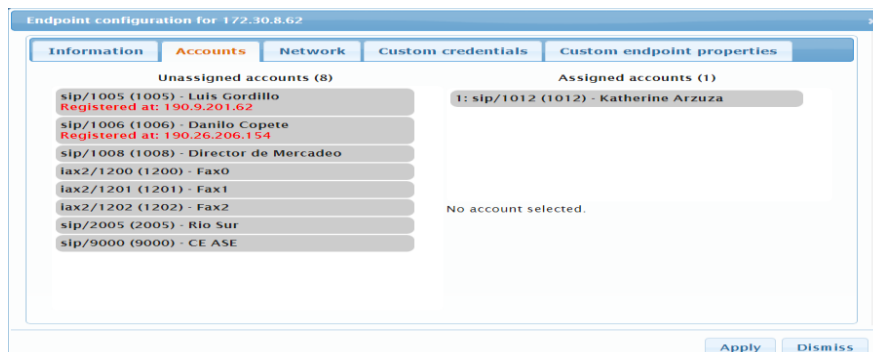 Endpoint configuration for 172.30.8.62
Information
Accounts
Network
Custom credentials
Custom endpoint properties
Unassigned accounts (8)
sip/1005 (1005) - Luis Gordillo
Registered at: 190.9.201.62
sip/1006 (1006) - Danilo Copete
Registered at: 190.26.206.154
sip/1008 (1008) - Director de Mercadeo
iax2/1200 (1200) - Fax0
iax2/1201 (1201) - Fax1
iax2/1202 (1202) - Fax2
sip/2005 (2005) - Rio Sur
sip/9000 (9000) - CE ASE
Assigned accounts (1)
1: sip/1012 (1012) - Katherine Arzuza
No account selected.
Apply
Dismiss